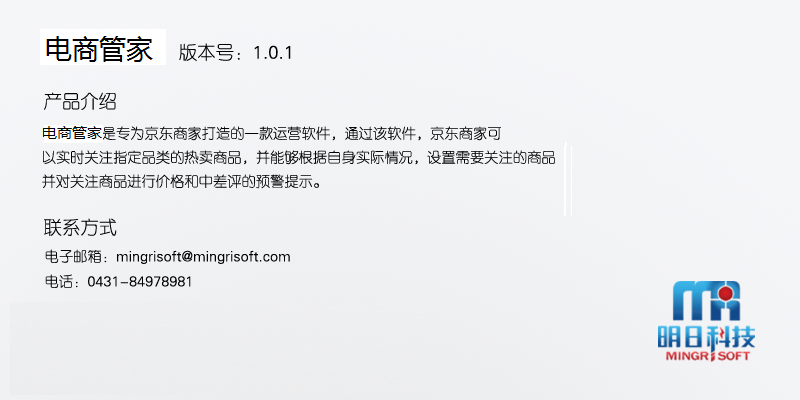 电商管家 版本号：1.0.1
产品介绍
电商管家是专为京东商家打造的一款运营软件，通过该软件，京东商家可
以实时关注指定品类的热卖商品，并能够根据自身实际情况，设置需要关注的商品
并对关注商品进行价格和中差评的预警提示。
联系方式
电子邮箱：mingrisoft@mingrisoft.com
电话：0431-84978981
明日科技
MINGRISOFT